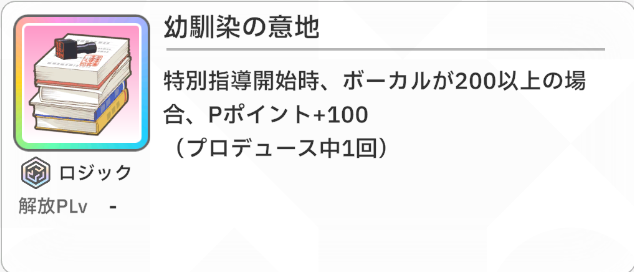 幼馴染の意地
特別指導開始時、ボーカルが200以上の場
合、Pポイント+100
（プロデュース中1回）
ロジック
解放PLv -